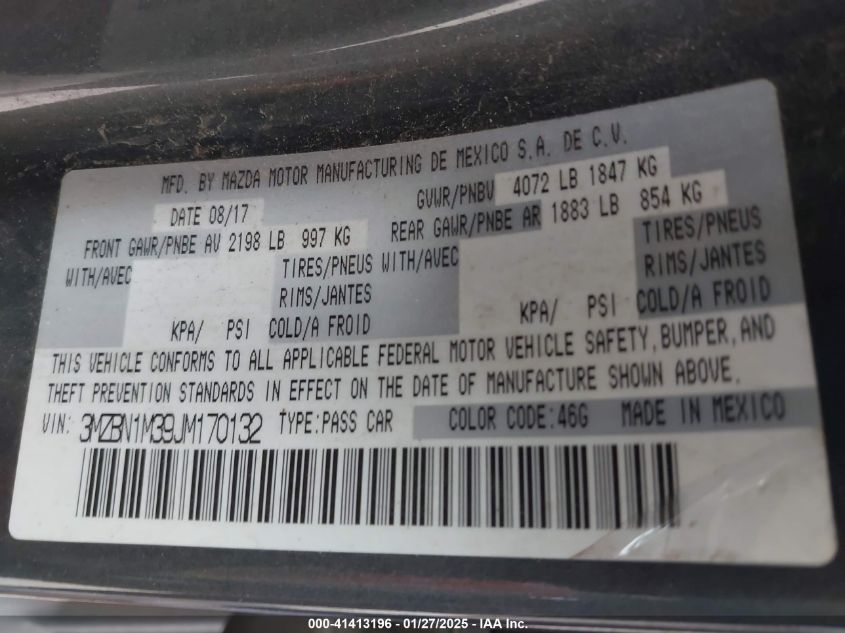 MFD. BY MAZDA MOTOR MANUFACTURING DE MEXICO S.A. DE C.V.
DATE 08/17 GVWR/PNBV 4072 LB 1847 KG
FRONT GAWR/PNBE AV 2198 LB 997 KG REAR GAWR/PNBE AR 1883 LB 854 KG
WITH/AVEC TIRES/PNEUS WITH/AVEC TIRES/PNEUS
RIMS/JANTES RIMS/JANTES
KPA/ PSI COLD/A FROID KPA/ PSI COLD/A FROID
THIS VEHICLE CONFORMS TO ALL APPLICABLE FEDERAL MOTOR VEHICLE SAFETY, BUMPER, AND
THEFT PREVENTION STANDARDS IN EFFECT ON THE DATE OF MANUFACTURE SHOWN ABOVE.
VIN: 3MZBN1M39JM170132 TYPE: PASS CAR COLOR CODE: 46G MADE IN MEXICO
000-41413196 — 01/27/2025 — IAA Inc.